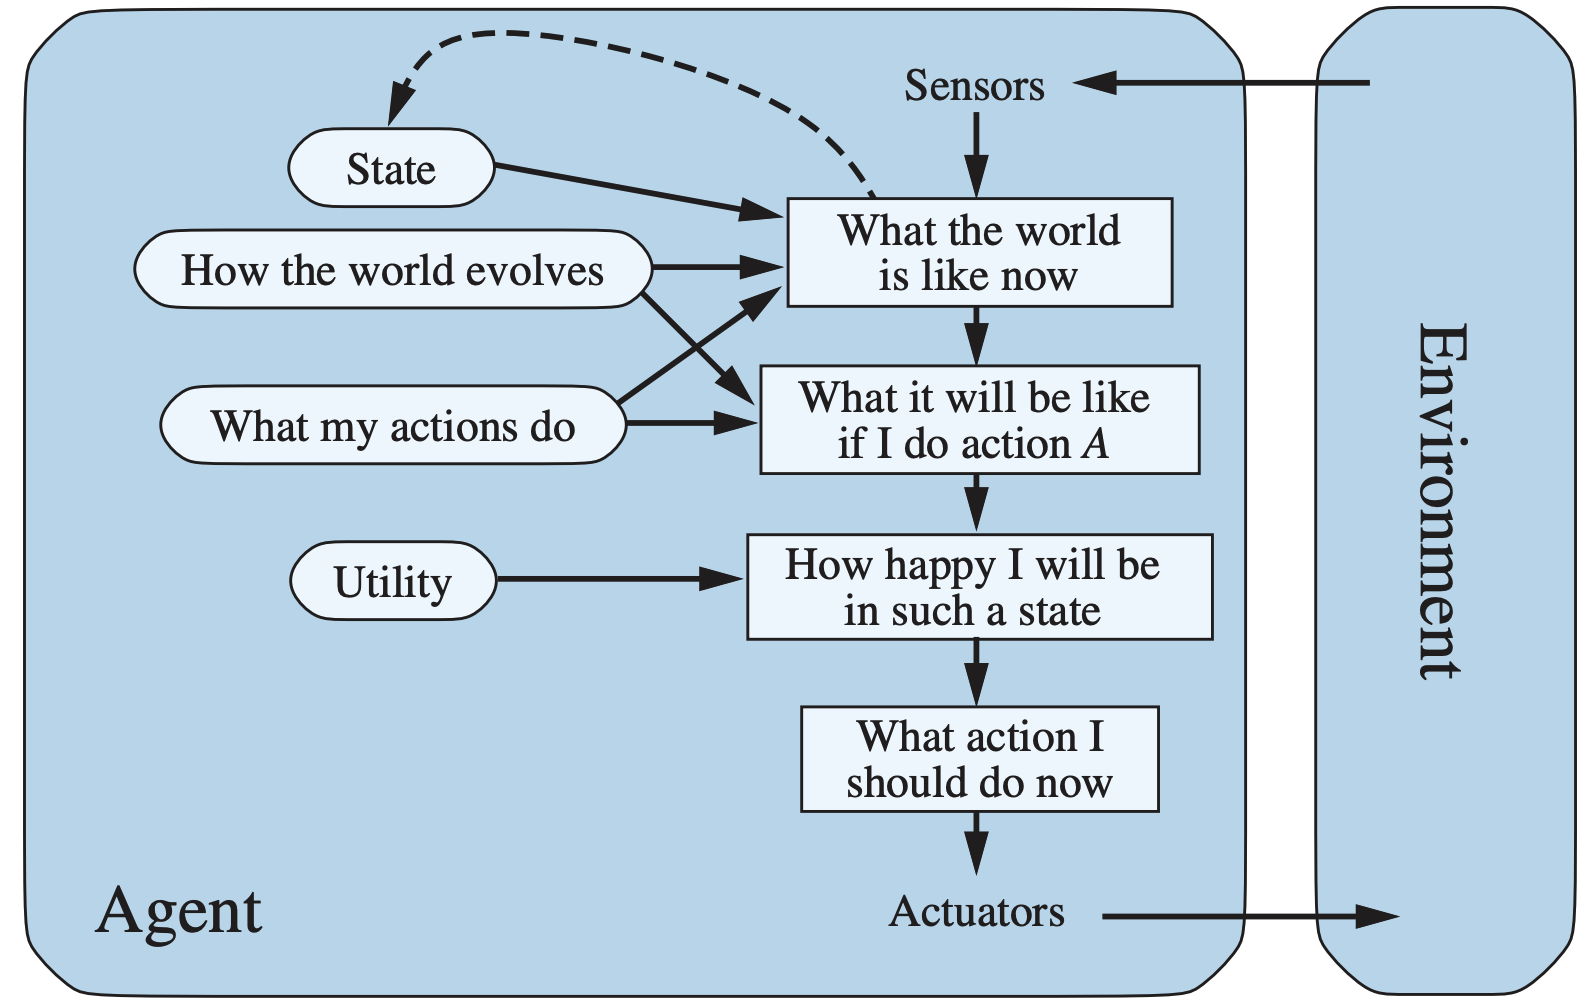 Sensors
State
What the world
is like now
How the world evolves
What my actions do
What it will be like
if I do action A
Utility
How happy I will be
in such a state
What action I
should do now
Agent
Actuators
Environment